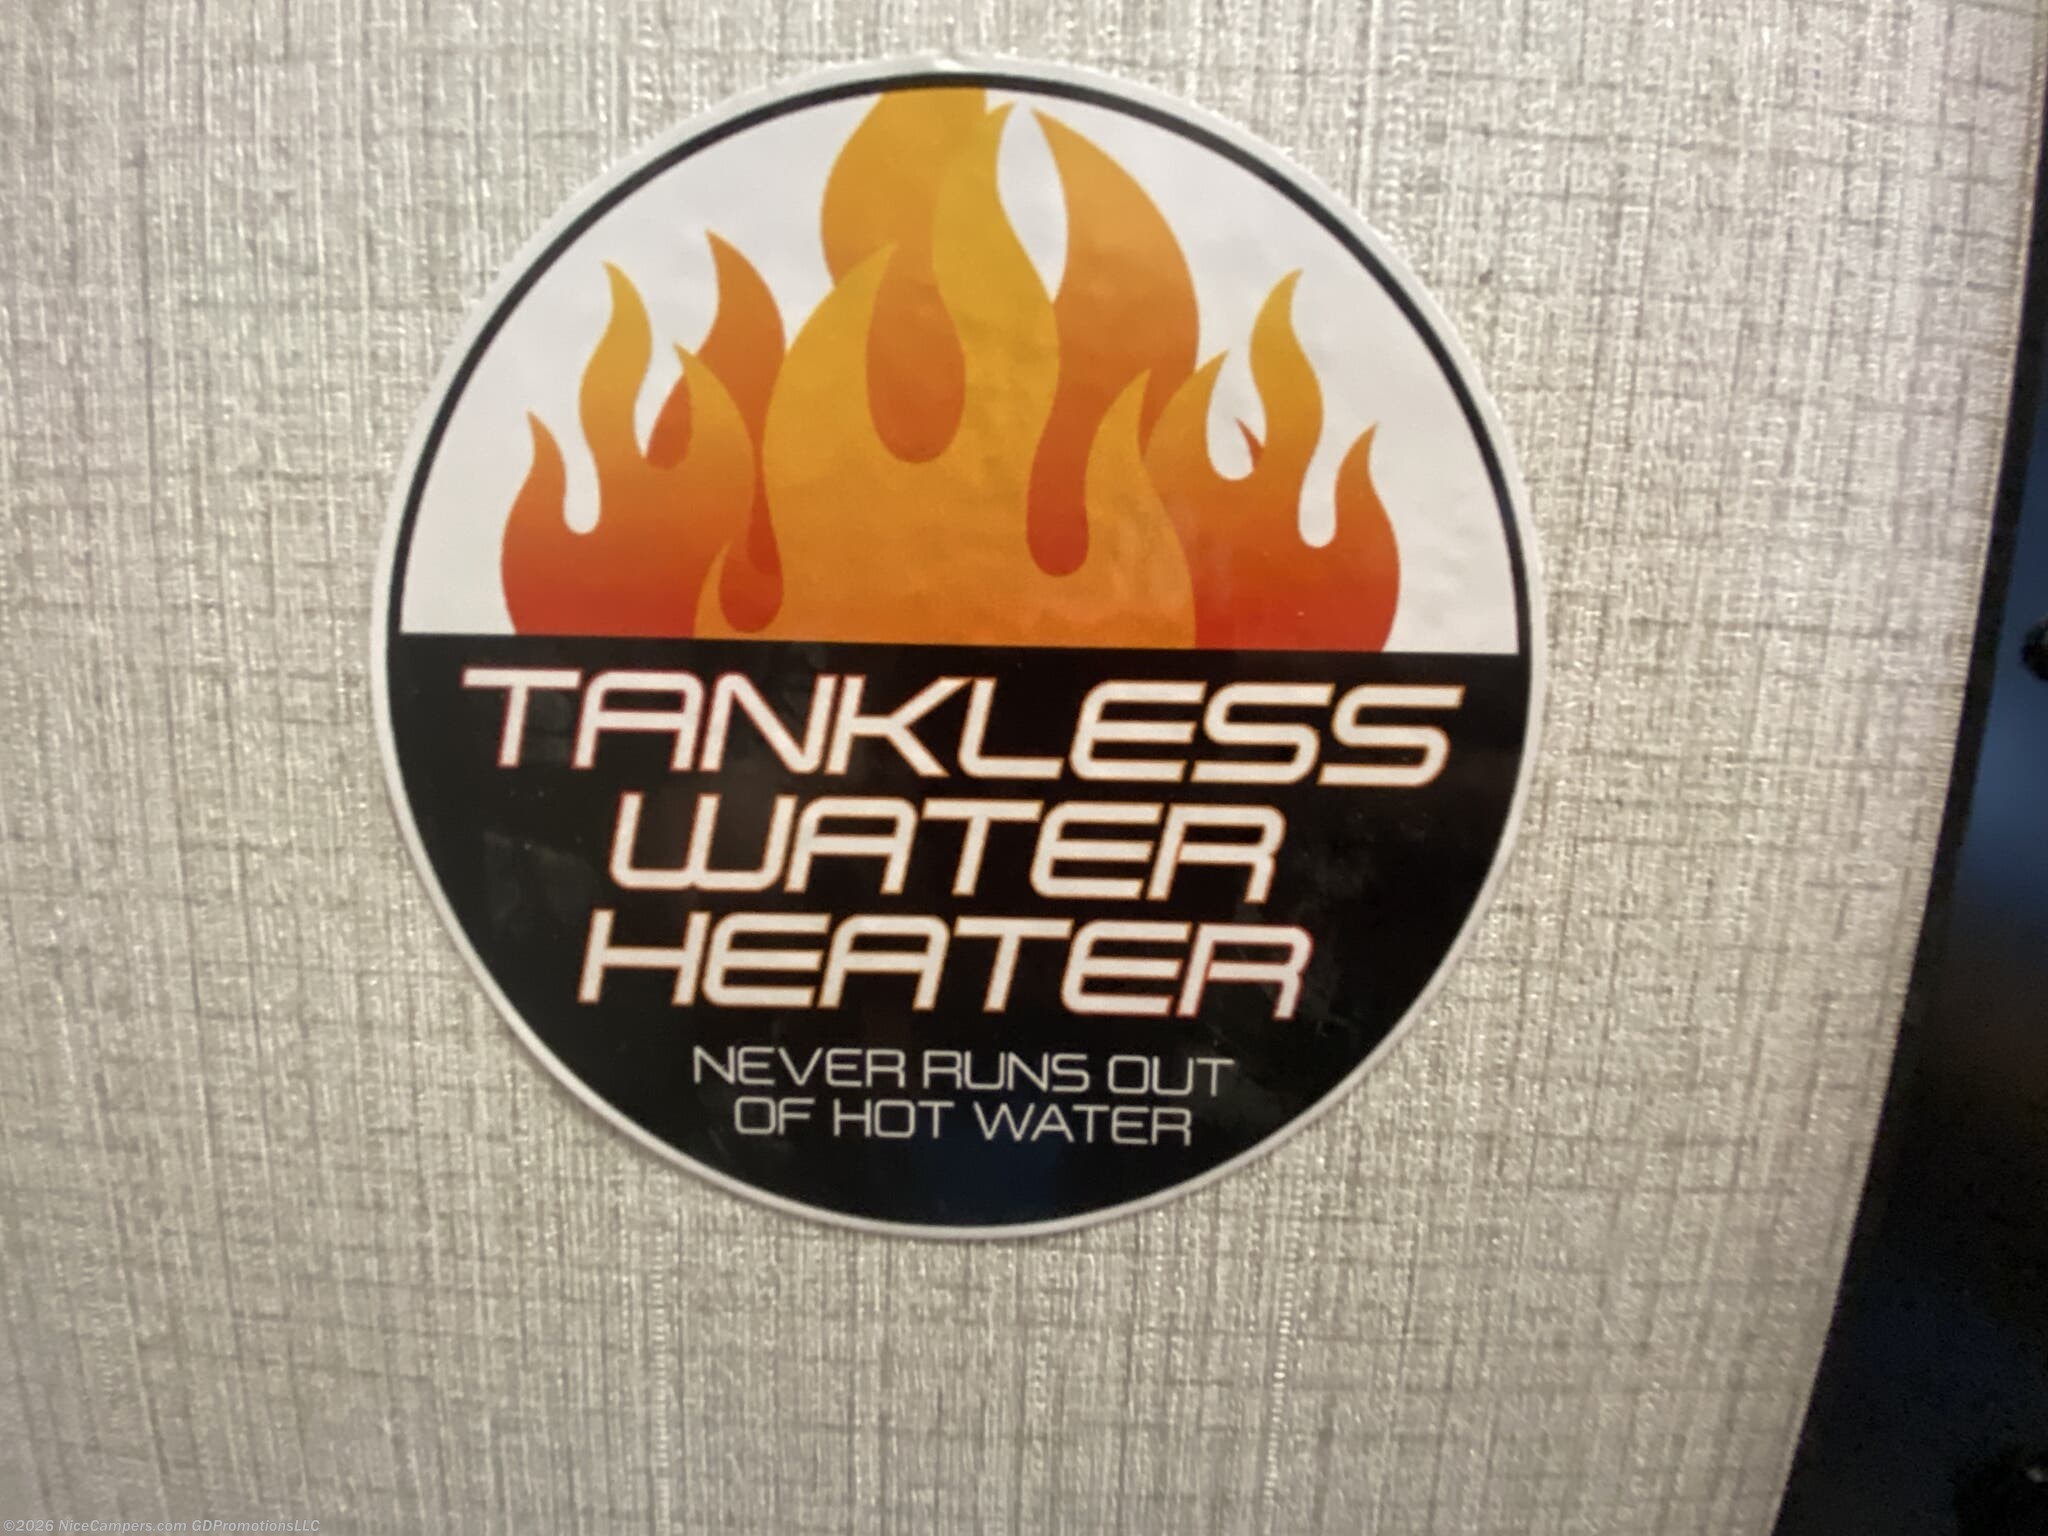 TANKLESS
WATER
HEATER
NEVER RUNS OUT
OF HOT WATER
©2026 NiceCampers.com GDPromotionsLLC